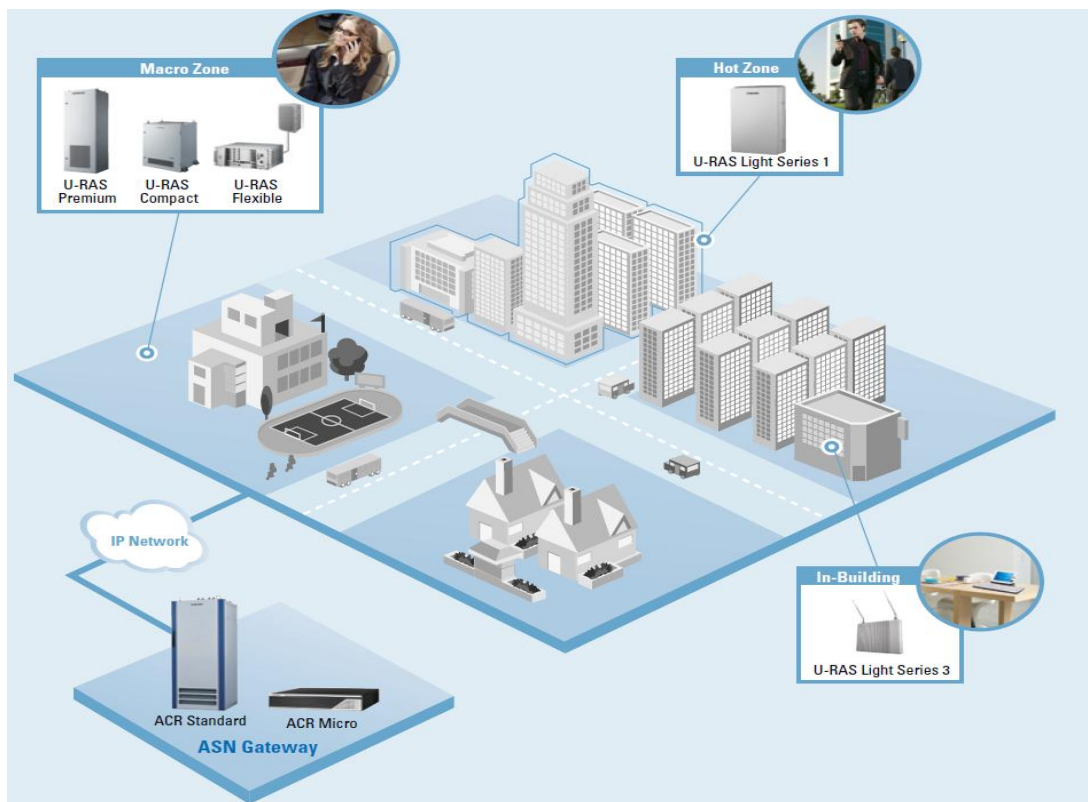 Macro Zone
U-RAS
Premium
U-RAS
Compact
U-RAS
Flexible
Hot Zone
U-RAS Light Series 1
IP Network
In-Building
U-RAS Light Series 3
ACR Standard
ACR Micro
ASN Gateway